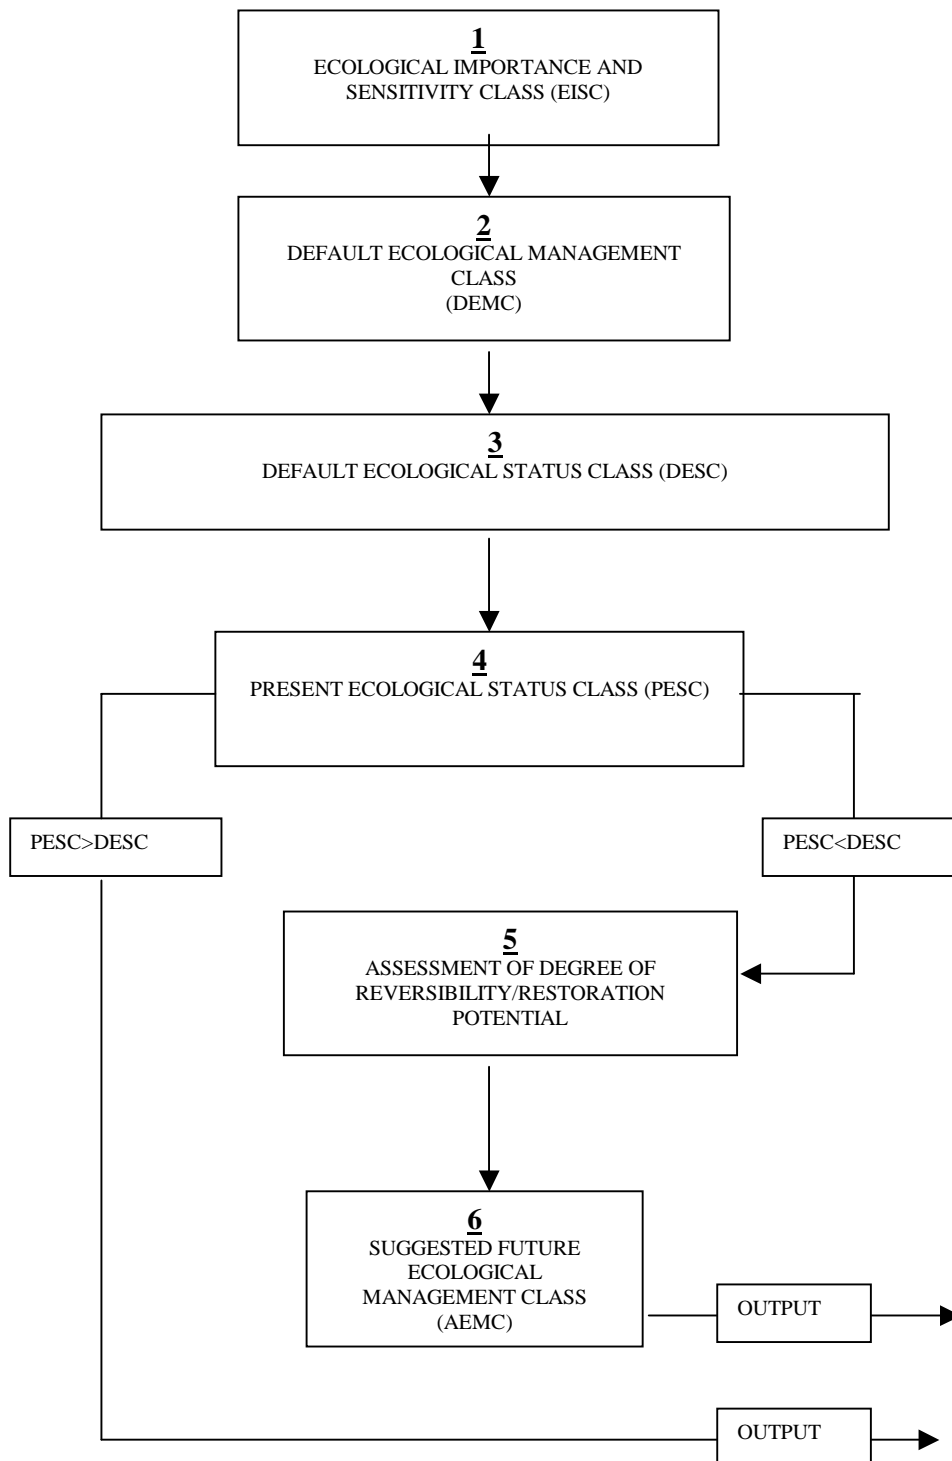 1
ECOLOGICAL IMPORTANCE AND
SENSITIVITY CLASS (EISC)
2
DEFAULT ECOLOGICAL MANAGEMENT
CLASS
(DEMC)
3
DEFAULT ECOLOGICAL STATUS CLASS (DESC)
4
PRESENT ECOLOGICAL STATUS CLASS (PESC)
PESC>DESC
PESC<DESC
5
ASSESSMENT OF DEGREE OF
REVERSIBILITY/RESTORATION
POTENTIAL
6
SUGGESTED FUTURE
ECOLOGICAL
MANAGEMENT CLASS
(AEMC)
OUTPUT
OUTPUT